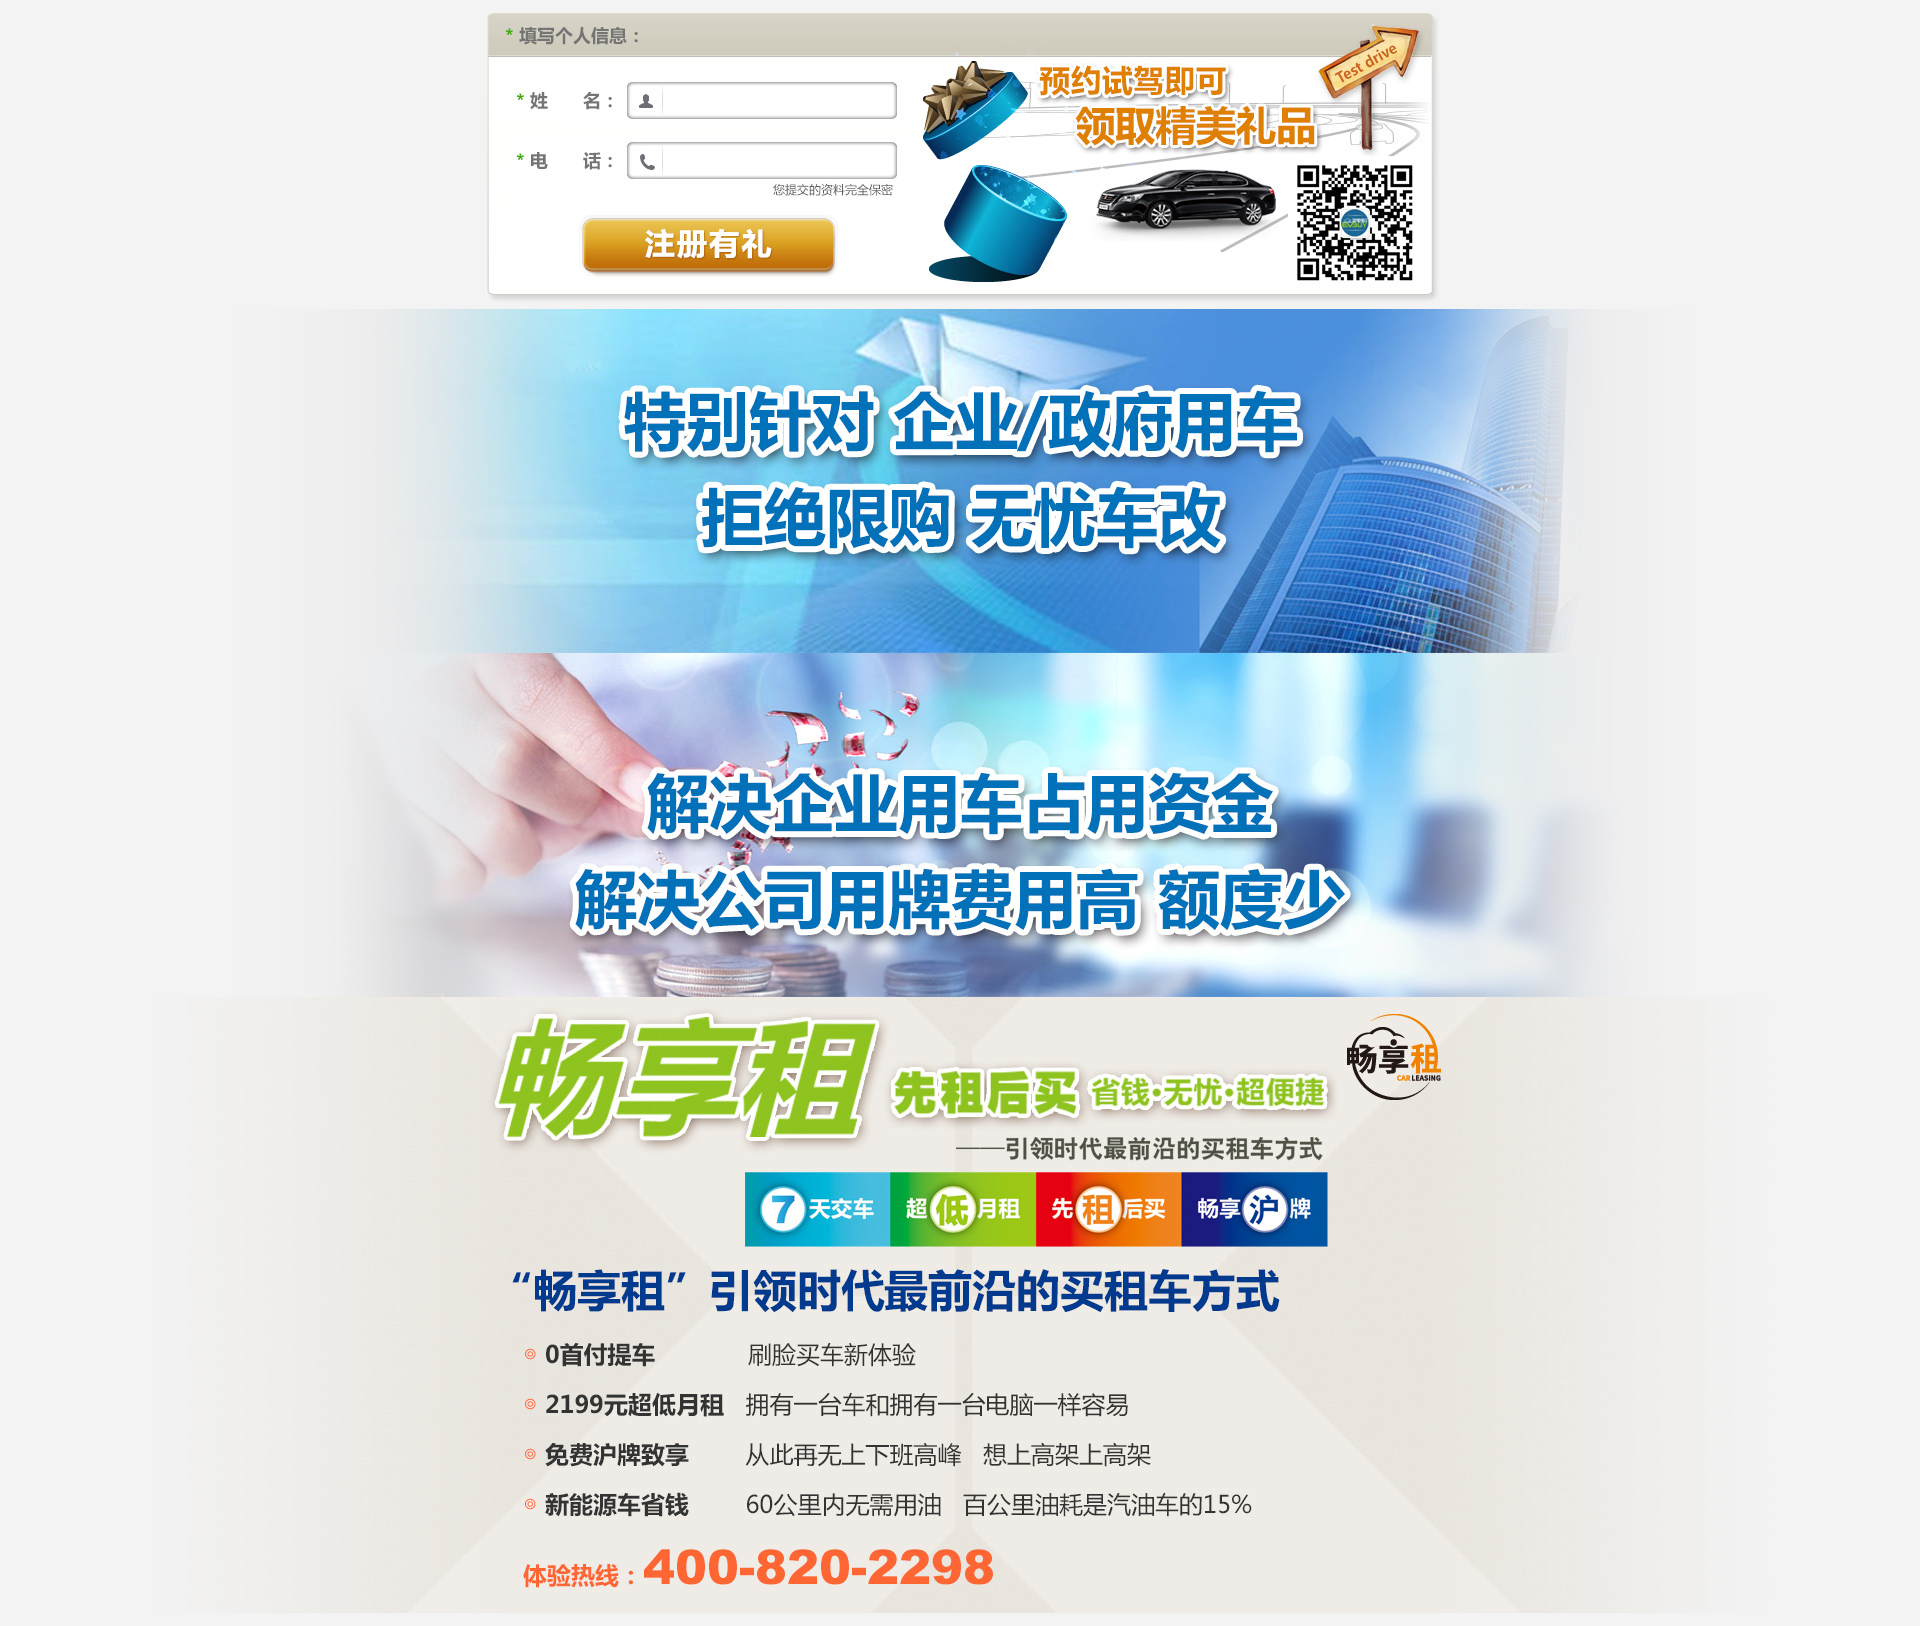 * 填写个人信息：
* 姓 名：
* 电 话：
您提交的资料完全保密
注册有礼
预约试驾即可
领取精美礼品
Test drive
特别针对 企业/政府用车
拒绝限购 无忧车改
解决企业用车占用资金
解决公司用牌费用高 额度少
畅享租 先租后买 省钱·无忧·超便捷
畅享租
CAR LEASING
——引领时代最前沿的买租车方式
7天交车 超低月租 先租后买 畅享沪牌
“畅享租”引领时代最前沿的买租车方式
0首付提车 刷脸买车新体验
2199元超低月租 拥有一台车和拥有一台电脑一样容易
免费沪牌致享 从此再无上下班高峰 想上高架上高架
新能源车省钱 60公里内无需用油 百公里油耗是汽油车的15%
体验热线：400-820-2298